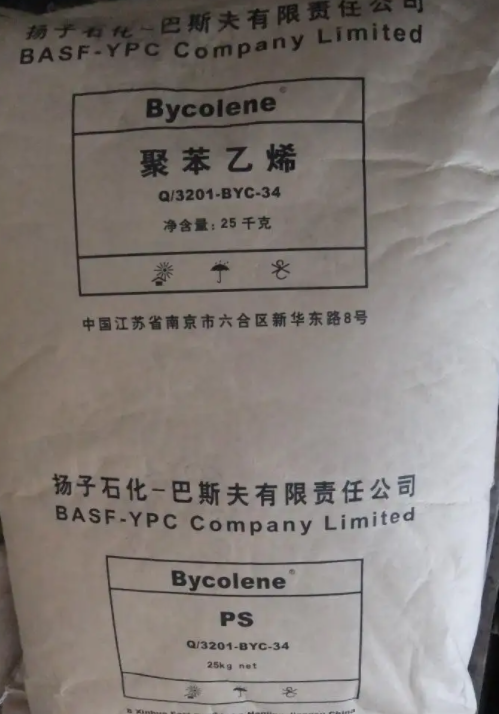 扬子石化-巴斯夫有限责任公司
BASF-YPC Company Limited
Bycolene®
聚苯乙烯
Q/3201-BYC-34
净含量：25千克
中国江苏省南京市六合区新华东路8号
扬子石化-巴斯夫有限责任公司
BASF-YPC Company Limited
Bycolene®
PS
Q/3201-BYC-34
25kg net